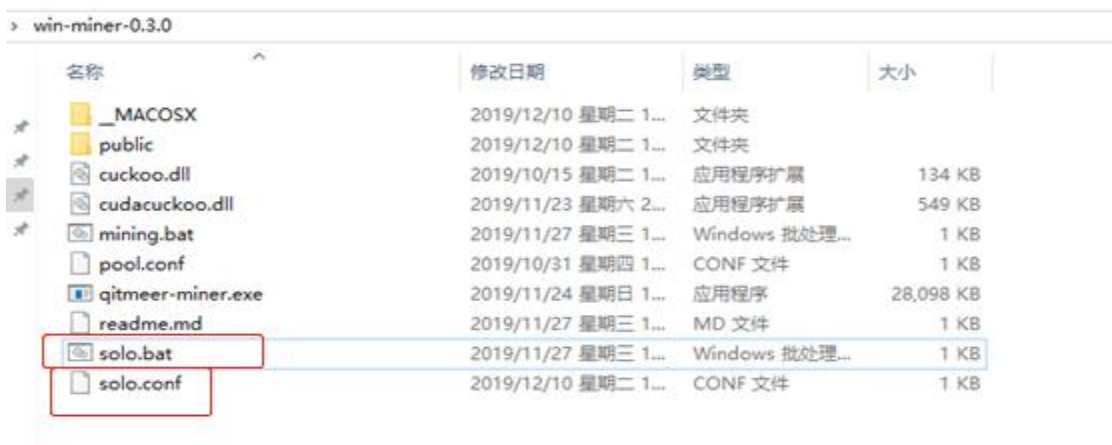 > win-miner-0.3.0
名称 修改日期 类型 大小
__MACOSX 2019/12/10 星期二 1... 文件夹
public 2019/12/10 星期二 1... 文件夹
cuckoo.dll 2019/10/15 星期二 1... 应用程序扩展 134 KB
cudacuckoo.dll 2019/11/23 星期六 2... 应用程序扩展 549 KB
mining.bat 2019/11/27 星期三 1... Windows 批处理... 1 KB
pool.conf 2019/10/31 星期四 1... CONF 文件 1 KB
qitmeer-miner.exe 2019/11/24 星期日 1... 应用程序 28,098 KB
readme.md 2019/11/27 星期三 1... MD 文件 1 KB
solo.bat 2019/11/27 星期三 1... Windows 批处理... 1 KB
solo.conf 2019/12/10 星期二 1... CONF 文件 1 KB